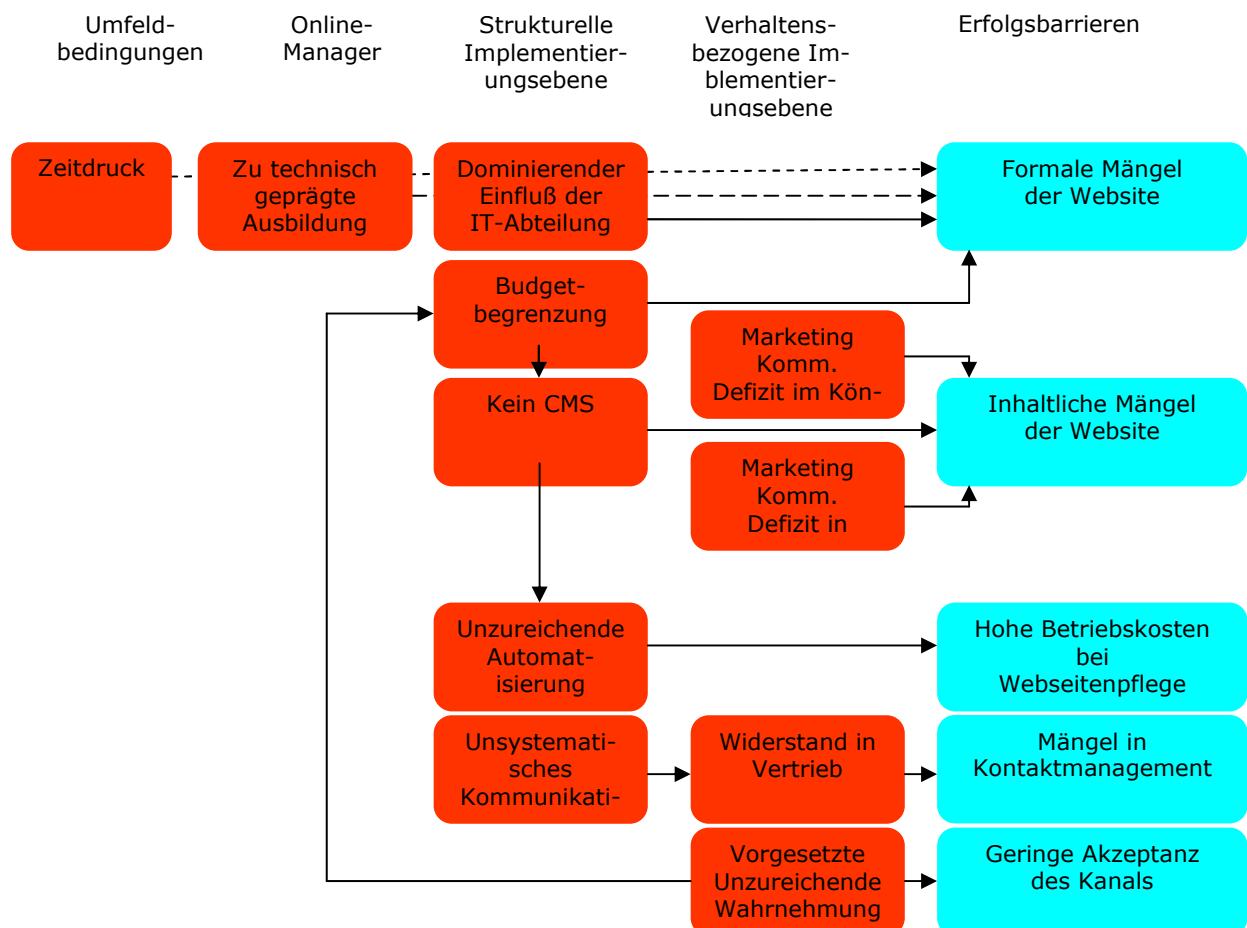 Umfeld-
bedingungen
Online-
Manager
Strukturelle
Implementier-
ungsebene
Verhaltens-
bezogene Im-
blementier-
ungsebene
Erfolgsbarrieren
Zeitdruck
Zu technisch
geprägte
Ausbildung
Dominierender
Einfluß der
IT-Abteilung
Formale Mängel
der Website
Budget-
begrenzung
Marketing
Komm.
Defizit im Kön-
Kein CMS
Inhaltliche Mängel
der Website
Marketing
Komm.
Defizit in
Unzureichende
Automat-
isierung
Hohe Betriebskosten
bei
Webseitenpflege
Unsystemati-
sches
Kommunikati-
Widerstand in
Vertrieb
Mängel in
Kontaktmanagement
Vorgesetzte
Unzureichende
Wahrnehmung
Geringe Akzeptanz
des Kanals